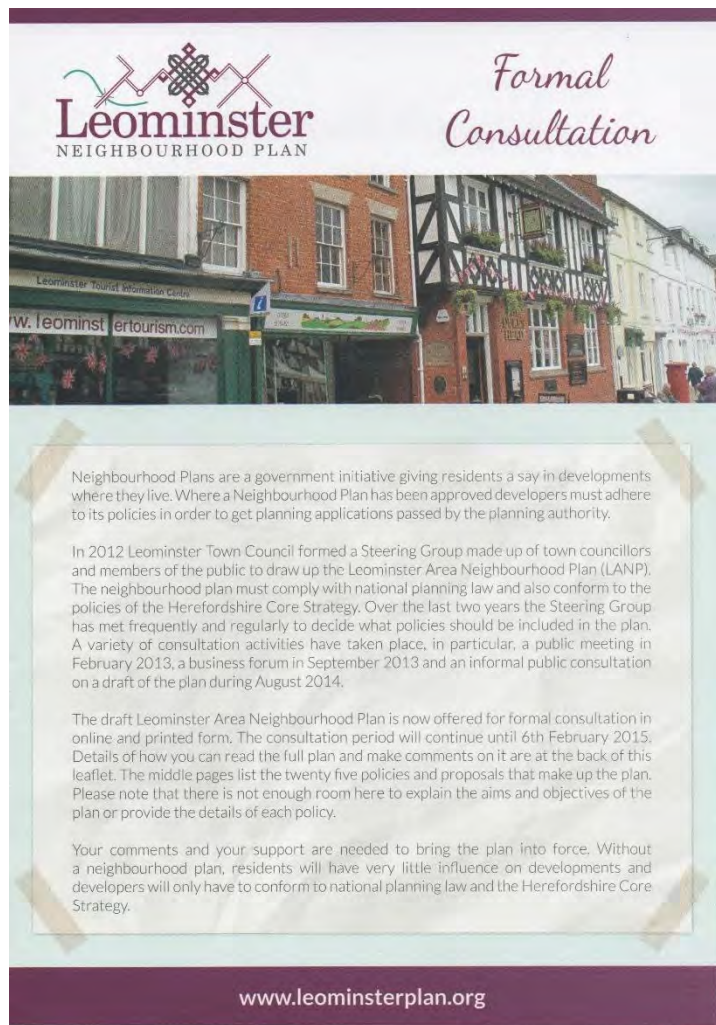 Leominster
NEIGHBOURHOOD PLAN
Formal
Consultation
Leominster Tourist Information Centre
w.leominstertourism.com
i
Neighbourhood Plans are a government initiative giving residents a say in developments
where they live. Where a Neighbourhood Plan has been approved developers must adhere
to its policies in order to get planning applications passed by the planning authority.
In 2012 Leominster Town Council formed a Steering Group made up of town councillors
and members of the public to draw up the Leominster Area Neighbourhood Plan (LANP).
The neighbourhood plan must comply with national planning law and also conform to the
policies of the Herefordshire Core Strategy. Over the last two years the Steering Group
has met frequently and regularly to decide what policies should be included in the plan.
A variety of consultation activities have taken place, in particular, a public meeting in
February 2013, a business forum in September 2013 and an informal public consultation
on a draft of the plan during August 2014.
The draft Leominster Area Neighbourhood Plan is now offered for formal consultation in
online and printed form. The consultation period will continue until 6th February 2015.
Details of how you can read the full plan and make comments on it are at the back of this
leaflet. The middle pages list the twenty five policies and proposals that make up the plan.
Please note that there is not enough room here to explain the aims and objectives of the
plan or provide the details of each policy.
Your comments and your support are needed to bring the plan into force. Without
a neighbourhood plan, residents will have very little influence on developments and
developers will only have to conform to national planning law and the Herefordshire Core
Strategy.
www.leominsterplan.org